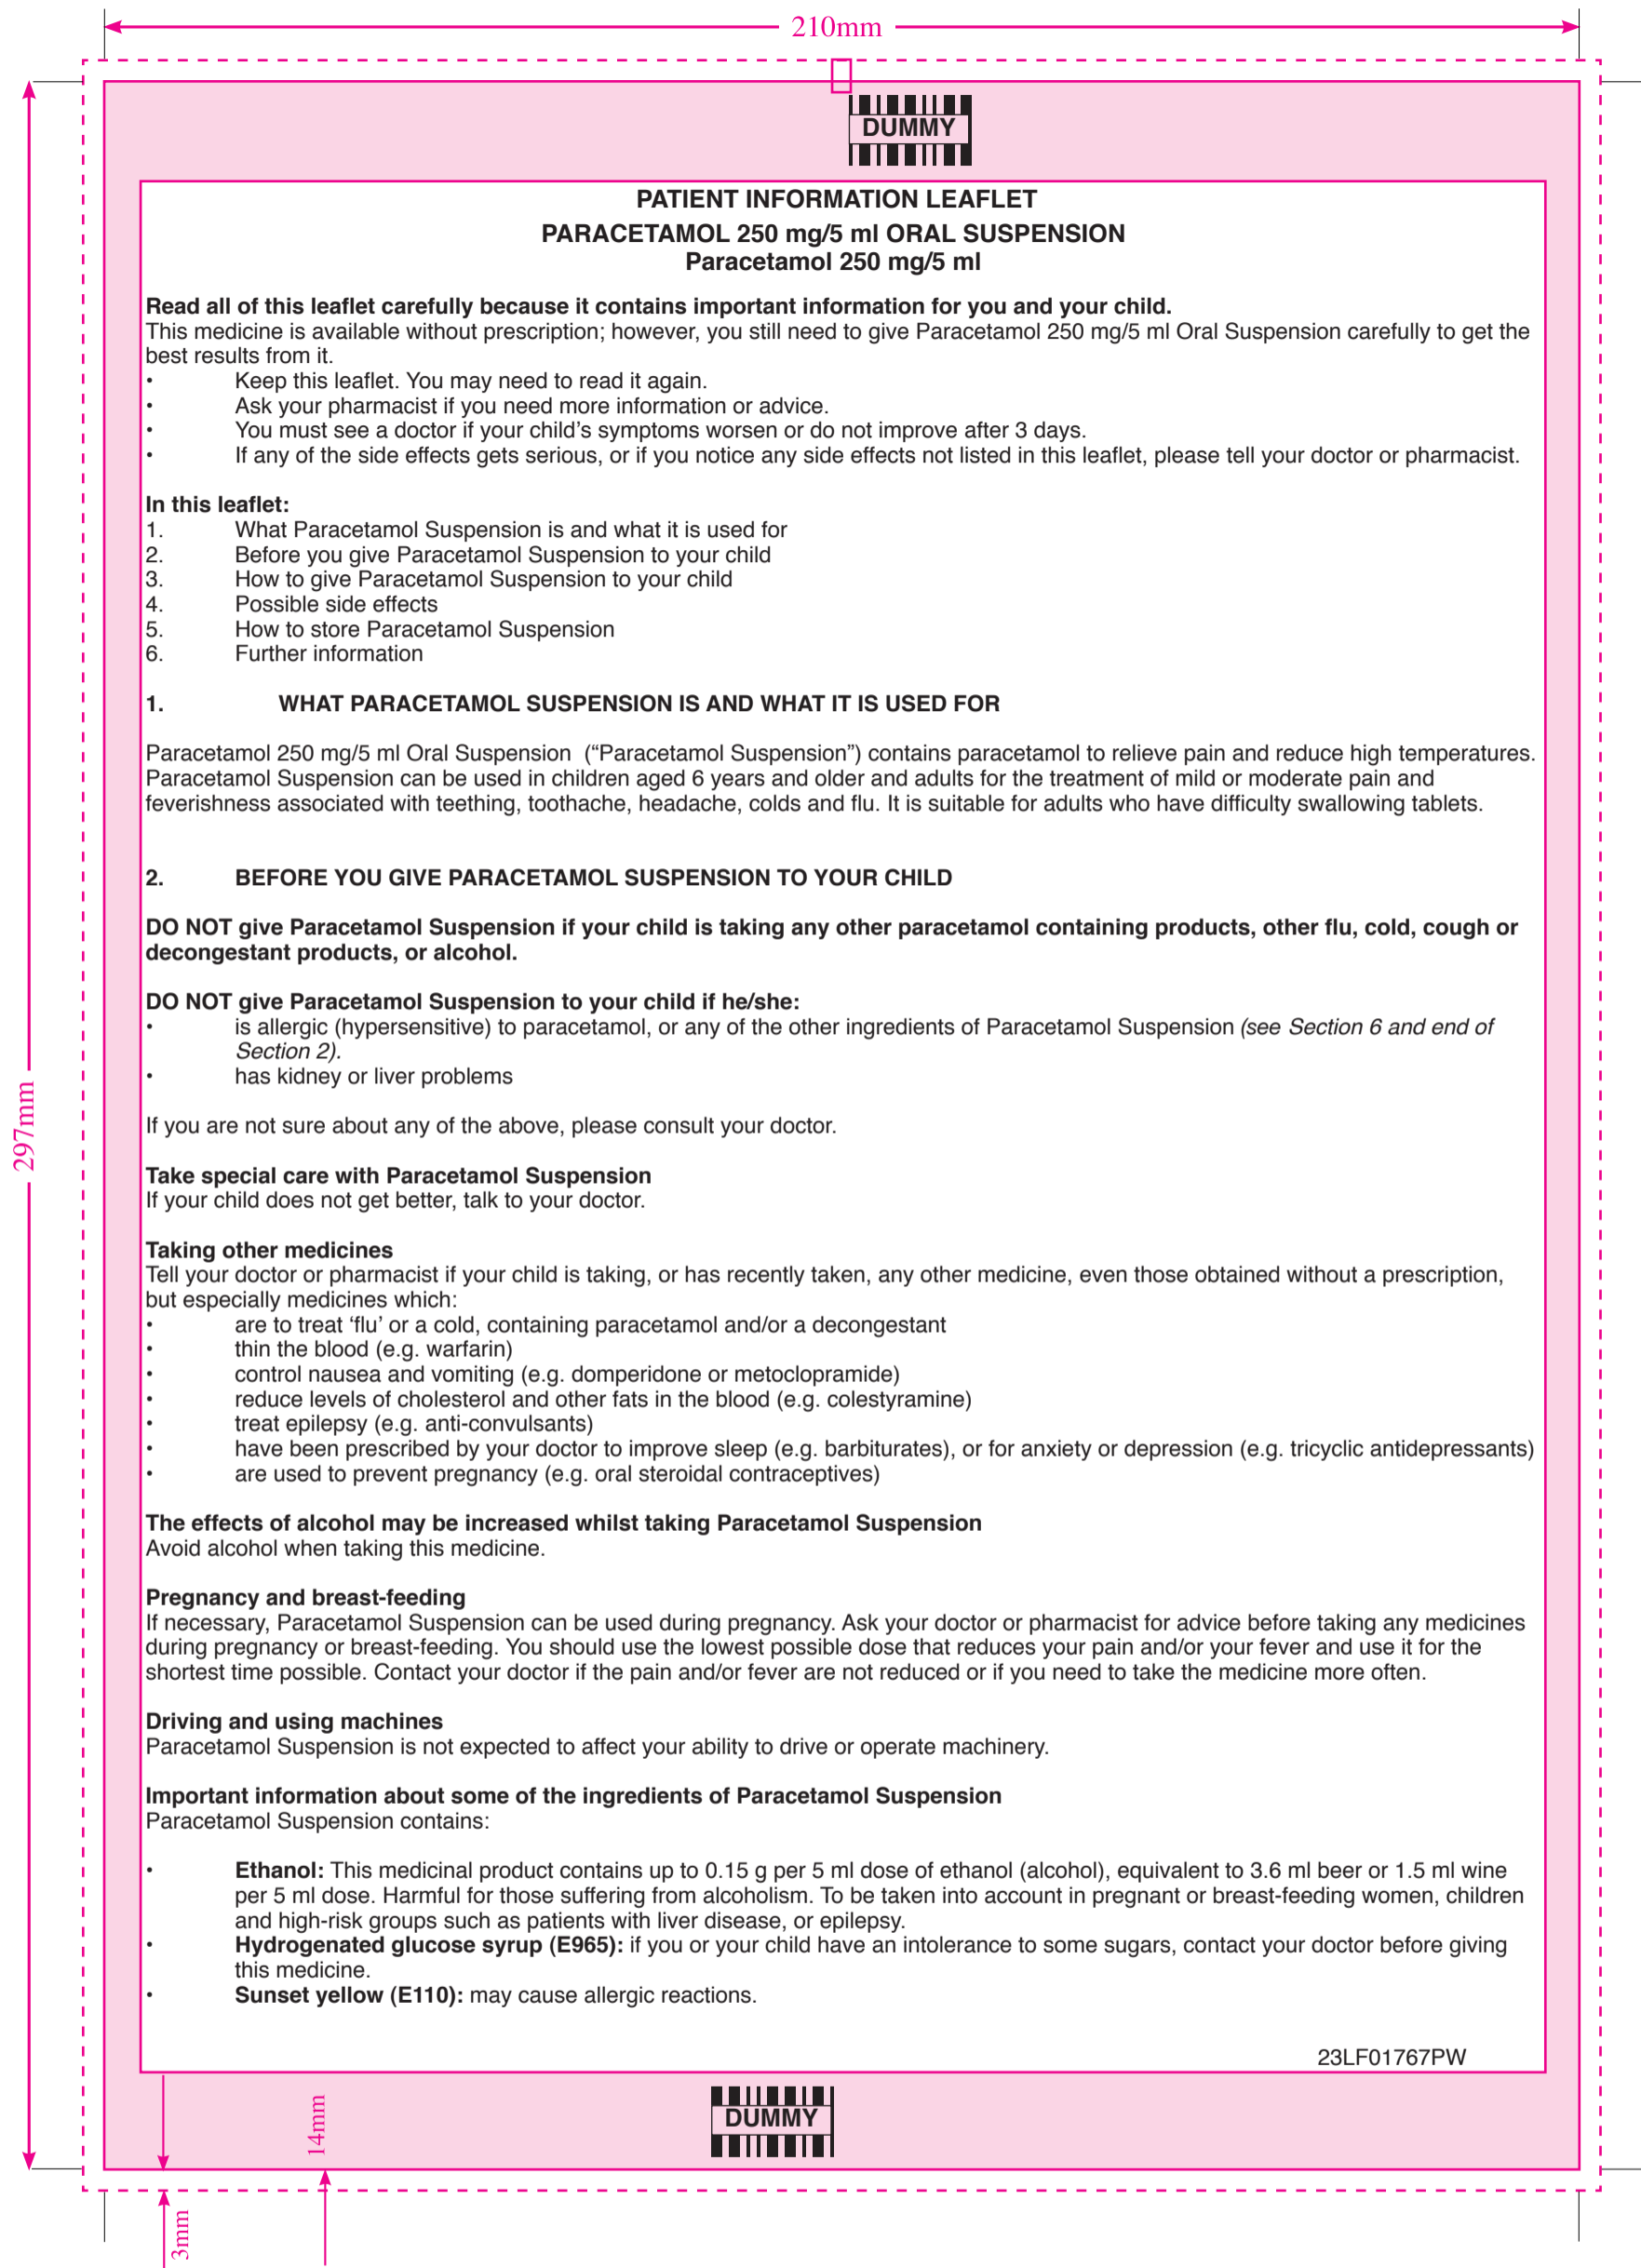 210mm
DUMMY
PATIENT INFORMATION LEAFLET
PARACETAMOL 250 mg/5 ml ORAL SUSPENSION
Paracetamol 250 mg/5 ml
Read all of this leaflet carefully because it contains important information for you and your child.
This medicine is available without prescription; however, you still need to give Paracetamol 250 mg/5 ml Oral Suspension carefully to get the
best results from it.
• Keep this leaflet. You may need to read it again.
• Ask your pharmacist if you need more information or advice.
• You must see a doctor if your child's symptoms worsen or do not improve after 3 days.
• If any of the side effects gets serious, or if you notice any side effects not listed in this leaflet, please tell your doctor or pharmacist.
In this leaflet:
1. What Paracetamol Suspension is and what it is used for
2. Before you give Paracetamol Suspension to your child
3. How to give Paracetamol Suspension to your child
4. Possible side effects
5. How to store Paracetamol Suspension
6. Further information
1. WHAT PARACETAMOL SUSPENSION IS AND WHAT IT IS USED FOR
Paracetamol 250 mg/5 ml Oral Suspension (“Paracetamol Suspension”) contains paracetamol to relieve pain and reduce high temperatures.
Paracetamol Suspension can be used in children aged 6 years and older and adults for the treatment of mild or moderate pain and
feverishness associated with teething, toothache, headache, colds and flu. It is suitable for adults who have difficulty swallowing tablets.
2. BEFORE YOU GIVE PARACETAMOL SUSPENSION TO YOUR CHILD
DO NOT give Paracetamol Suspension if your child is taking any other paracetamol containing products, other flu, cold, cough or
decongestant products, or alcohol.
DO NOT give Paracetamol Suspension to your child if he/she:
• is allergic (hypersensitive) to paracetamol, or any of the other ingredients of Paracetamol Suspension (see Section 6 and end of
Section 2).
• has kidney or liver problems
If you are not sure about any of the above, please consult your doctor.
Take special care with Paracetamol Suspension
If your child does not get better, talk to your doctor.
Taking other medicines
Tell your doctor or pharmacist if your child is taking, or has recently taken, any other medicine, even those obtained without a prescription,
but especially medicines which:
• are to treat ‘flu’ or a cold, containing paracetamol and/or a decongestant
• thin the blood (e.g. warfarin)
• control nausea and vomiting (e.g. domperidone or metoclopramide)
• reduce levels of cholesterol and other fats in the blood (e.g. colestyramine)
• treat epilepsy (e.g. anti-convulsants)
• have been prescribed by your doctor to improve sleep (e.g. barbiturates), or for anxiety or depression (e.g. tricyclic antidepressants)
• are used to prevent pregnancy (e.g. oral steroidal contraceptives)
The effects of alcohol may be increased whilst taking Paracetamol Suspension
Avoid alcohol when taking this medicine.
Pregnancy and breast-feeding
If necessary, Paracetamol Suspension can be used during pregnancy. Ask your doctor or pharmacist for advice before taking any medicines
during pregnancy or breast-feeding. You should use the lowest possible dose that reduces your pain and/or your fever and use it for the
shortest time possible. Contact your doctor if the pain and/or fever are not reduced or if you need to take the medicine more often.
Driving and using machines
Paracetamol Suspension is not expected to affect your ability to drive or operate machinery.
Important information about some of the ingredients of Paracetamol Suspension
Paracetamol Suspension contains:
• Ethanol: This medicinal product contains up to 0.15 g per 5 ml dose of ethanol (alcohol), equivalent to 3.6 ml beer or 1.5 ml wine
per 5 ml dose. Harmful for those suffering from alcoholism. To be taken into account in pregnant or breast-feeding women, children
and high-risk groups such as patients with liver disease, or epilepsy.
• Hydrogenated glucose syrup (E965): if you or your child have an intolerance to some sugars, contact your doctor before giving
this medicine.
• Sunset yellow (E110): may cause allergic reactions.
23LF01767PW
DUMMY
297mm
14mm
3mm